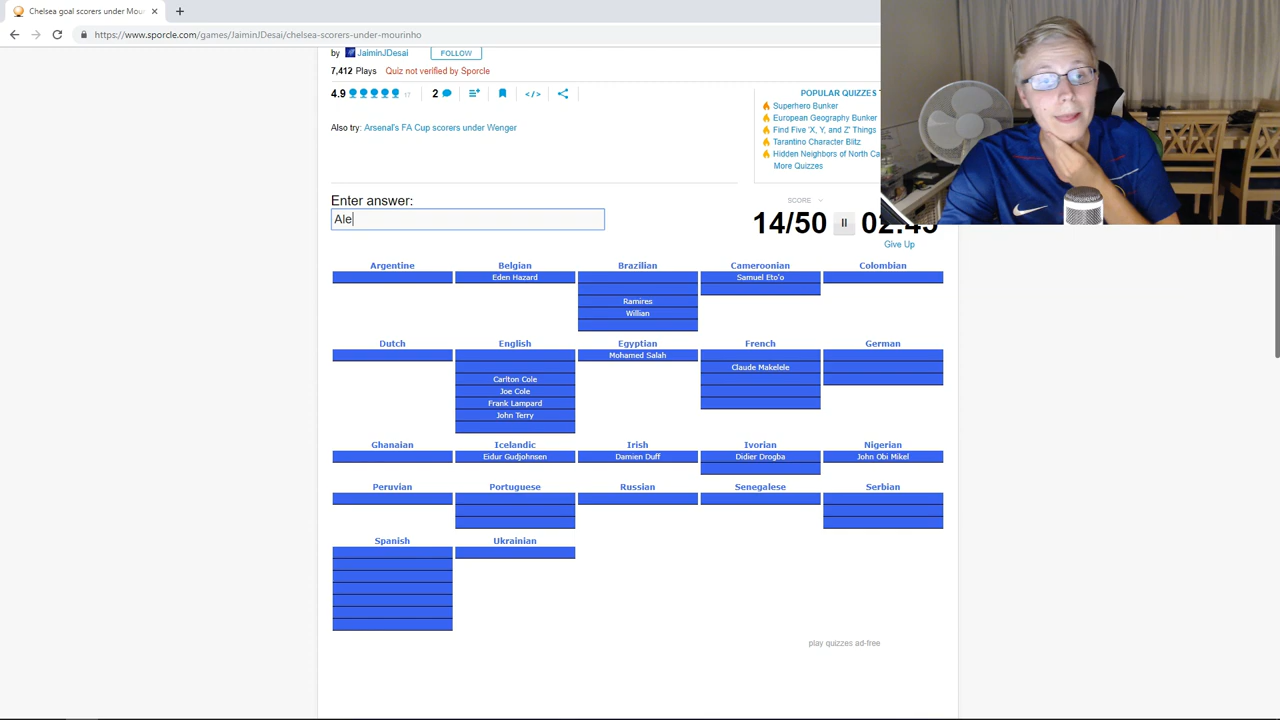 Chelsea goal scorers under Mour
https://www.sporcle.com/games/JaiminJDesai/chelsea-scorers-under-mourinho
by JaiminJDesai FOLLOW
7,412 Plays Quiz not verified by Sporcle
4.9 17 2 </>
POPULAR QUIZZES T
Superhero Bunker
European Geography Bunker
Find Five 'X, Y, and Z' Things
Tarantino Character Blitz
Hidden Neighbors of North Ca
More Quizzes
Also try: Arsenal's FA Cup scorers under Wenger
Enter answer:
Ale
SCORE
14/50 02:45
Give Up
Argentine Belgian Brazilian Cameroonian Colombian
Eden Hazard Samuel Eto'o
Ramires
Willian
Dutch English Egyptian French German
Mohamed Salah
Claude Makelele
Carlton Cole
Joe Cole
Frank Lampard
John Terry
Ghanaian Icelandic Irish Ivorian Nigerian
Eidur Gudjohnsen Damien Duff Didier Drogba John Obi Mikel
Peruvian Portuguese Russian Senegalese Serbian
Spanish Ukrainian
play quizzes ad-free